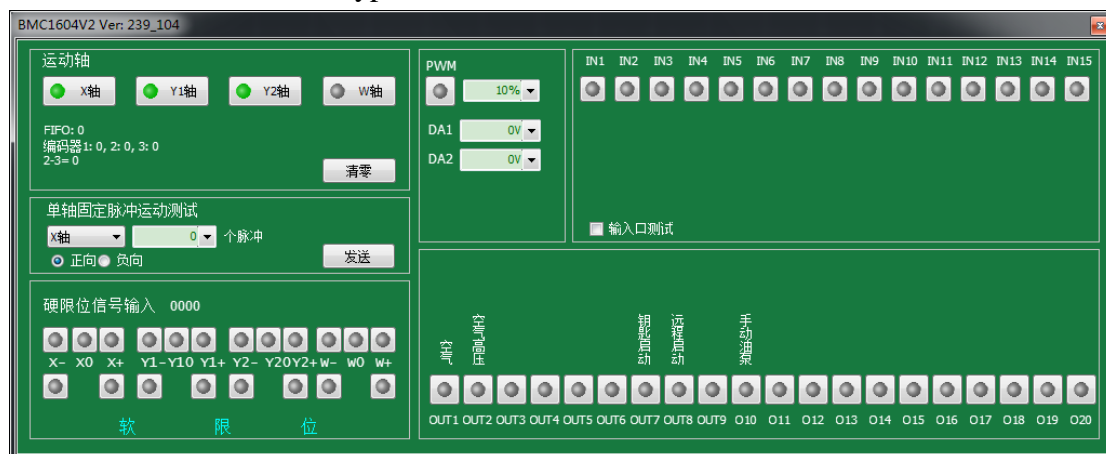 BMC1604V2 Ver: 239_104
运动轴
X轴 Y1轴 Y2轴 W轴
FIFO: 0
编码器1: 0, 2: 0, 3: 0
2-3= 0
清零
单轴固定脉冲运动测试
X轴 0 个脉冲
正向 负向 发送
硬限位信号输入 0000
X- X0 X+ Y1- Y10 Y1+ Y2- Y20 Y2+ W- W0 W+
软 限 位
PWM
10%
DA1 0V
DA2 0V
IN1 IN2 IN3 IN4 IN5 IN6 IN7 IN8 IN9 IN10 IN11 IN12 IN13 IN14 IN15
输入口测试
空气
空气高压
钥匙启动
远程启动
手动油泵
OUT1 OUT2 OUT3 OUT4 OUT5 OUT6 OUT7 OUT8 OUT9 O10 O11 O12 O13 O14 O15 O16 O17 O18 O19 O20